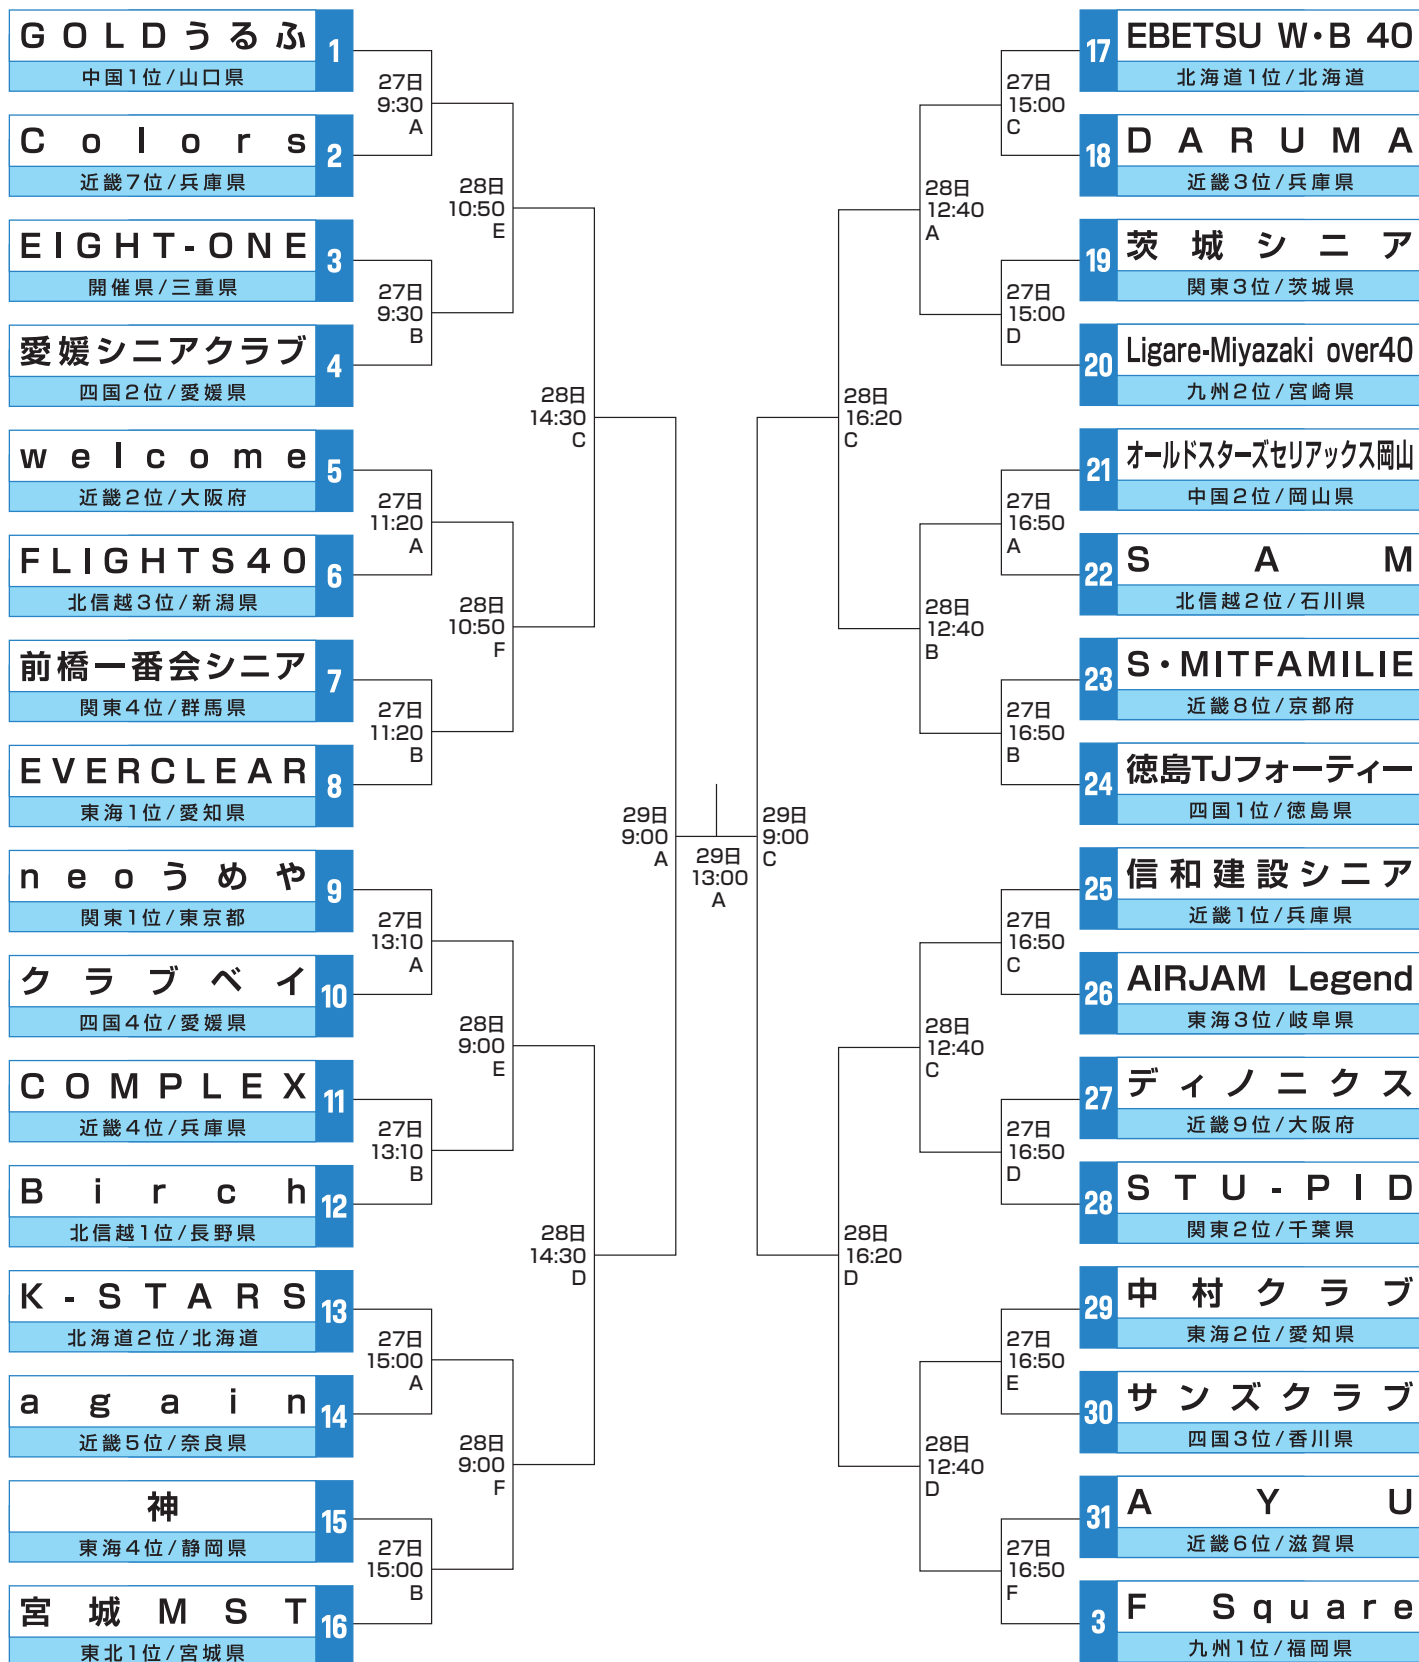 GOLDうるふ
1
中国1位/山口県
Colors
2
近畿7位/兵庫県
27日
9:30
A
EIGHT-ONE
3
開催県/三重県
愛媛シニアクラブ
4
四国2位/愛媛県
27日
9:30
B
28日
10:50
E
welcome
5
近畿2位/大阪府
FLIGHTS40
6
北信越3位/新潟県
27日
11:20
A
前橋一番会シニア
7
関東4位/群馬県
EVERCLEAR
8
東海1位/愛知県
27日
11:20
B
28日
10:50
F
28日
14:30
C
neoうめや
9
関東1位/東京都
クラブベイ
10
四国4位/愛媛県
27日
13:10
A
COMPLEX
11
近畿4位/兵庫県
Birch
12
北信越1位/長野県
27日
13:10
B
28日
9:00
E
K-STARS
13
北海道2位/北海道
again
14
近畿5位/奈良県
27日
15:00
A
神
15
東海4位/静岡県
宮城MST
16
東北1位/宮城県
27日
15:00
B
28日
9:00
F
28日
14:30
D
29日
9:00
A
29日
13:00
A
29日
9:00
C
17
EBETSU W・B 40
北海道1位/北海道
18
DARUMA
近畿3位/兵庫県
27日
15:00
C
19
茨城シニア
関東3位/茨城県
20
Ligare-Miyazaki over40
九州2位/宮崎県
27日
15:00
D
28日
12:40
A
21
オールドスターズセリアックス岡山
中国2位/岡山県
22
SAM
北信越2位/石川県
27日
16:50
A
23
S・MITFAMILIE
近畿8位/京都府
24
徳島TJフォーティー
四国1位/徳島県
27日
16:50
B
28日
12:40
B
28日
16:20
C
25
信和建設シニア
近畿1位/兵庫県
26
AIRJAM Legend
東海3位/岐阜県
27日
16:50
C
27
ディノニクス
近畿9位/大阪府
28
STU-PID
関東2位/千葉県
27日
16:50
D
28日
12:40
C
29
中村クラブ
東海2位/愛知県
30
サンズクラブ
四国3位/香川県
27日
16:50
E
31
AYU
近畿6位/滋賀県
3
F Square
九州1位/福岡県
27日
16:50
F
28日
12:40
D
28日
16:20
D